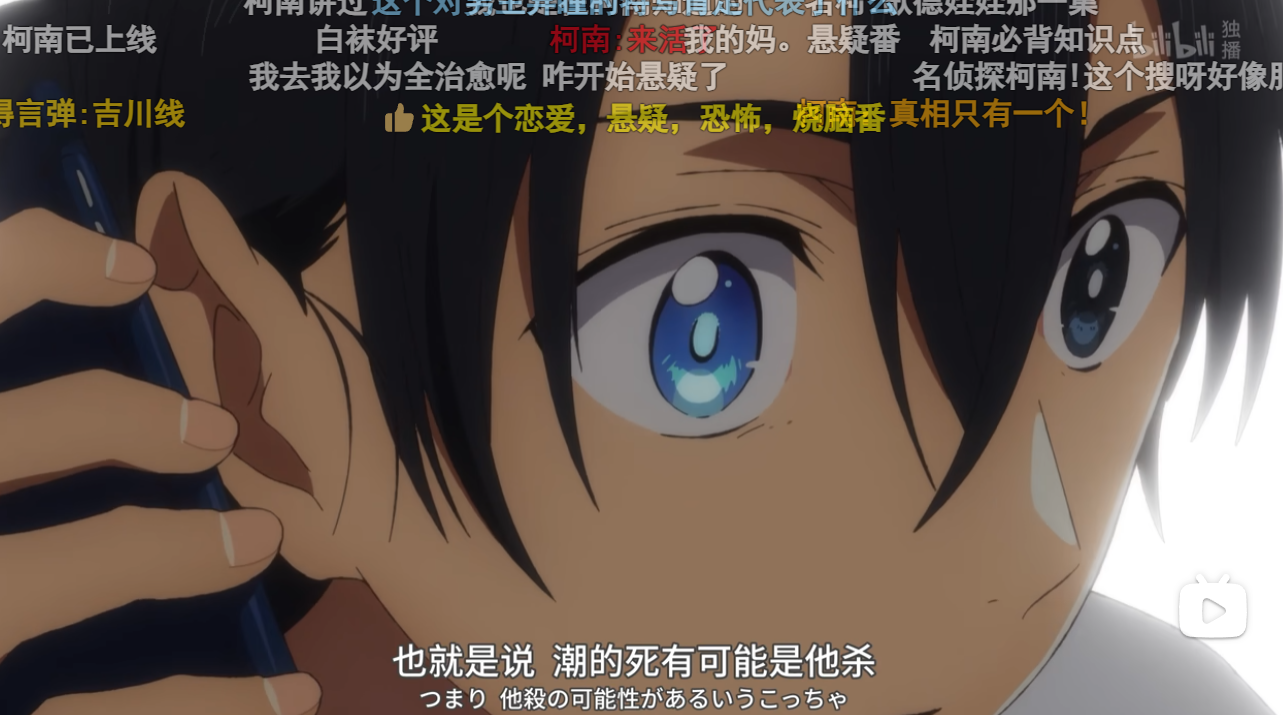 柯南已上线 白袜好评 柯南:来活 我的妈。悬疑番 柯南必背知识点 bilibili 独播
我去我以为全治愈呢 咋开始悬疑了 名侦探柯南!这个搜呀好像
得言弹:吉川线 这是个恋爱，悬疑，恐怖，烧脑番 真相只有一个!
也就是说 潮的死有可能是他杀
つまり 他殺の可能性があるいうこっちゃ